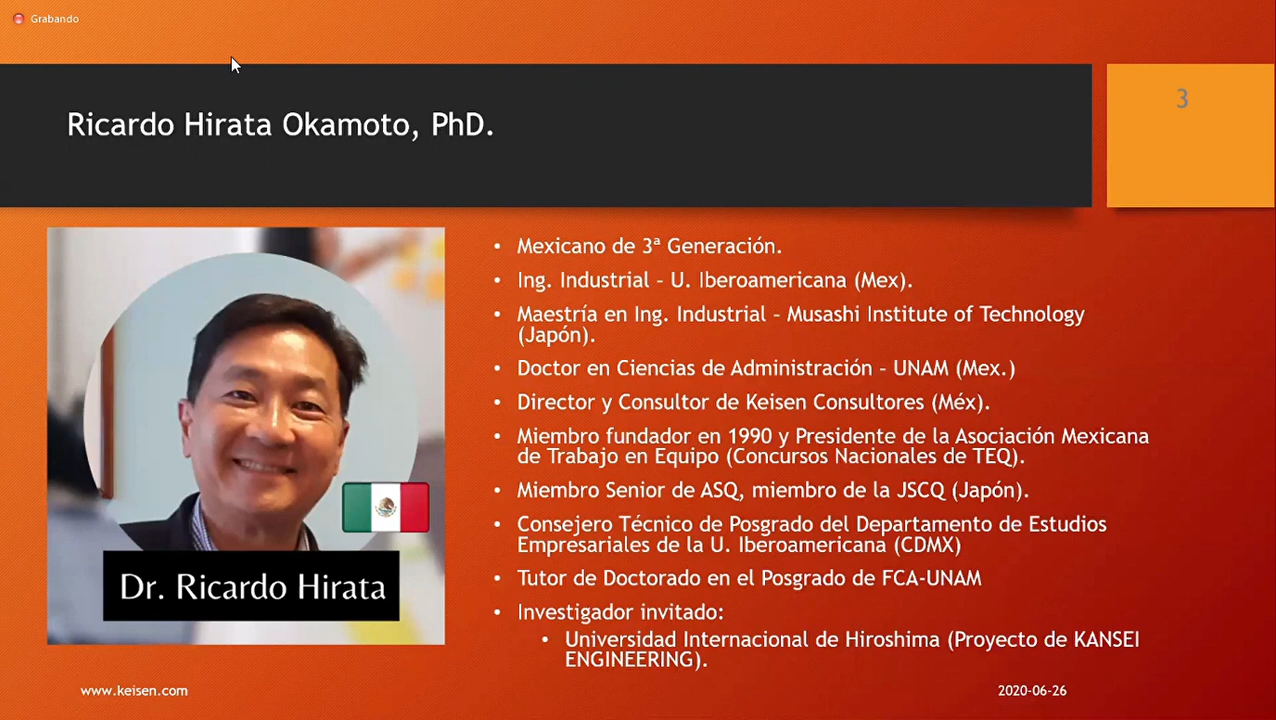 Grabando
3
Ricardo Hirata Okamoto, PhD.
• Mexicano de 3ª Generación.
• Ing. Industrial – U. Iberoamericana (Mex).
• Maestría en Ing. Industrial – Musashi Institute of Technology
(Japón).
• Doctor en Ciencias de Administración – UNAM (Mex.)
• Director y Consultor de Keisen Consultores (Méx).
• Miembro fundador en 1990 y Presidente de la Asociación Mexicana
de Trabajo en Equipo (Concursos Nacionales de TEQ).
• Miembro Senior de ASQ, miembro de la JSCQ (Japón).
• Consejero Técnico de Posgrado del Departamento de Estudios
Empresariales de la U. Iberoamericana (CDMX)
• Tutor de Doctorado en el Posgrado de FCA-UNAM
• Investigador invitado:
• Universidad Internacional de Hiroshima (Proyecto de KANSEI
ENGINEERING).
Dr. Ricardo Hirata
www.keisen.com
2020-06-26